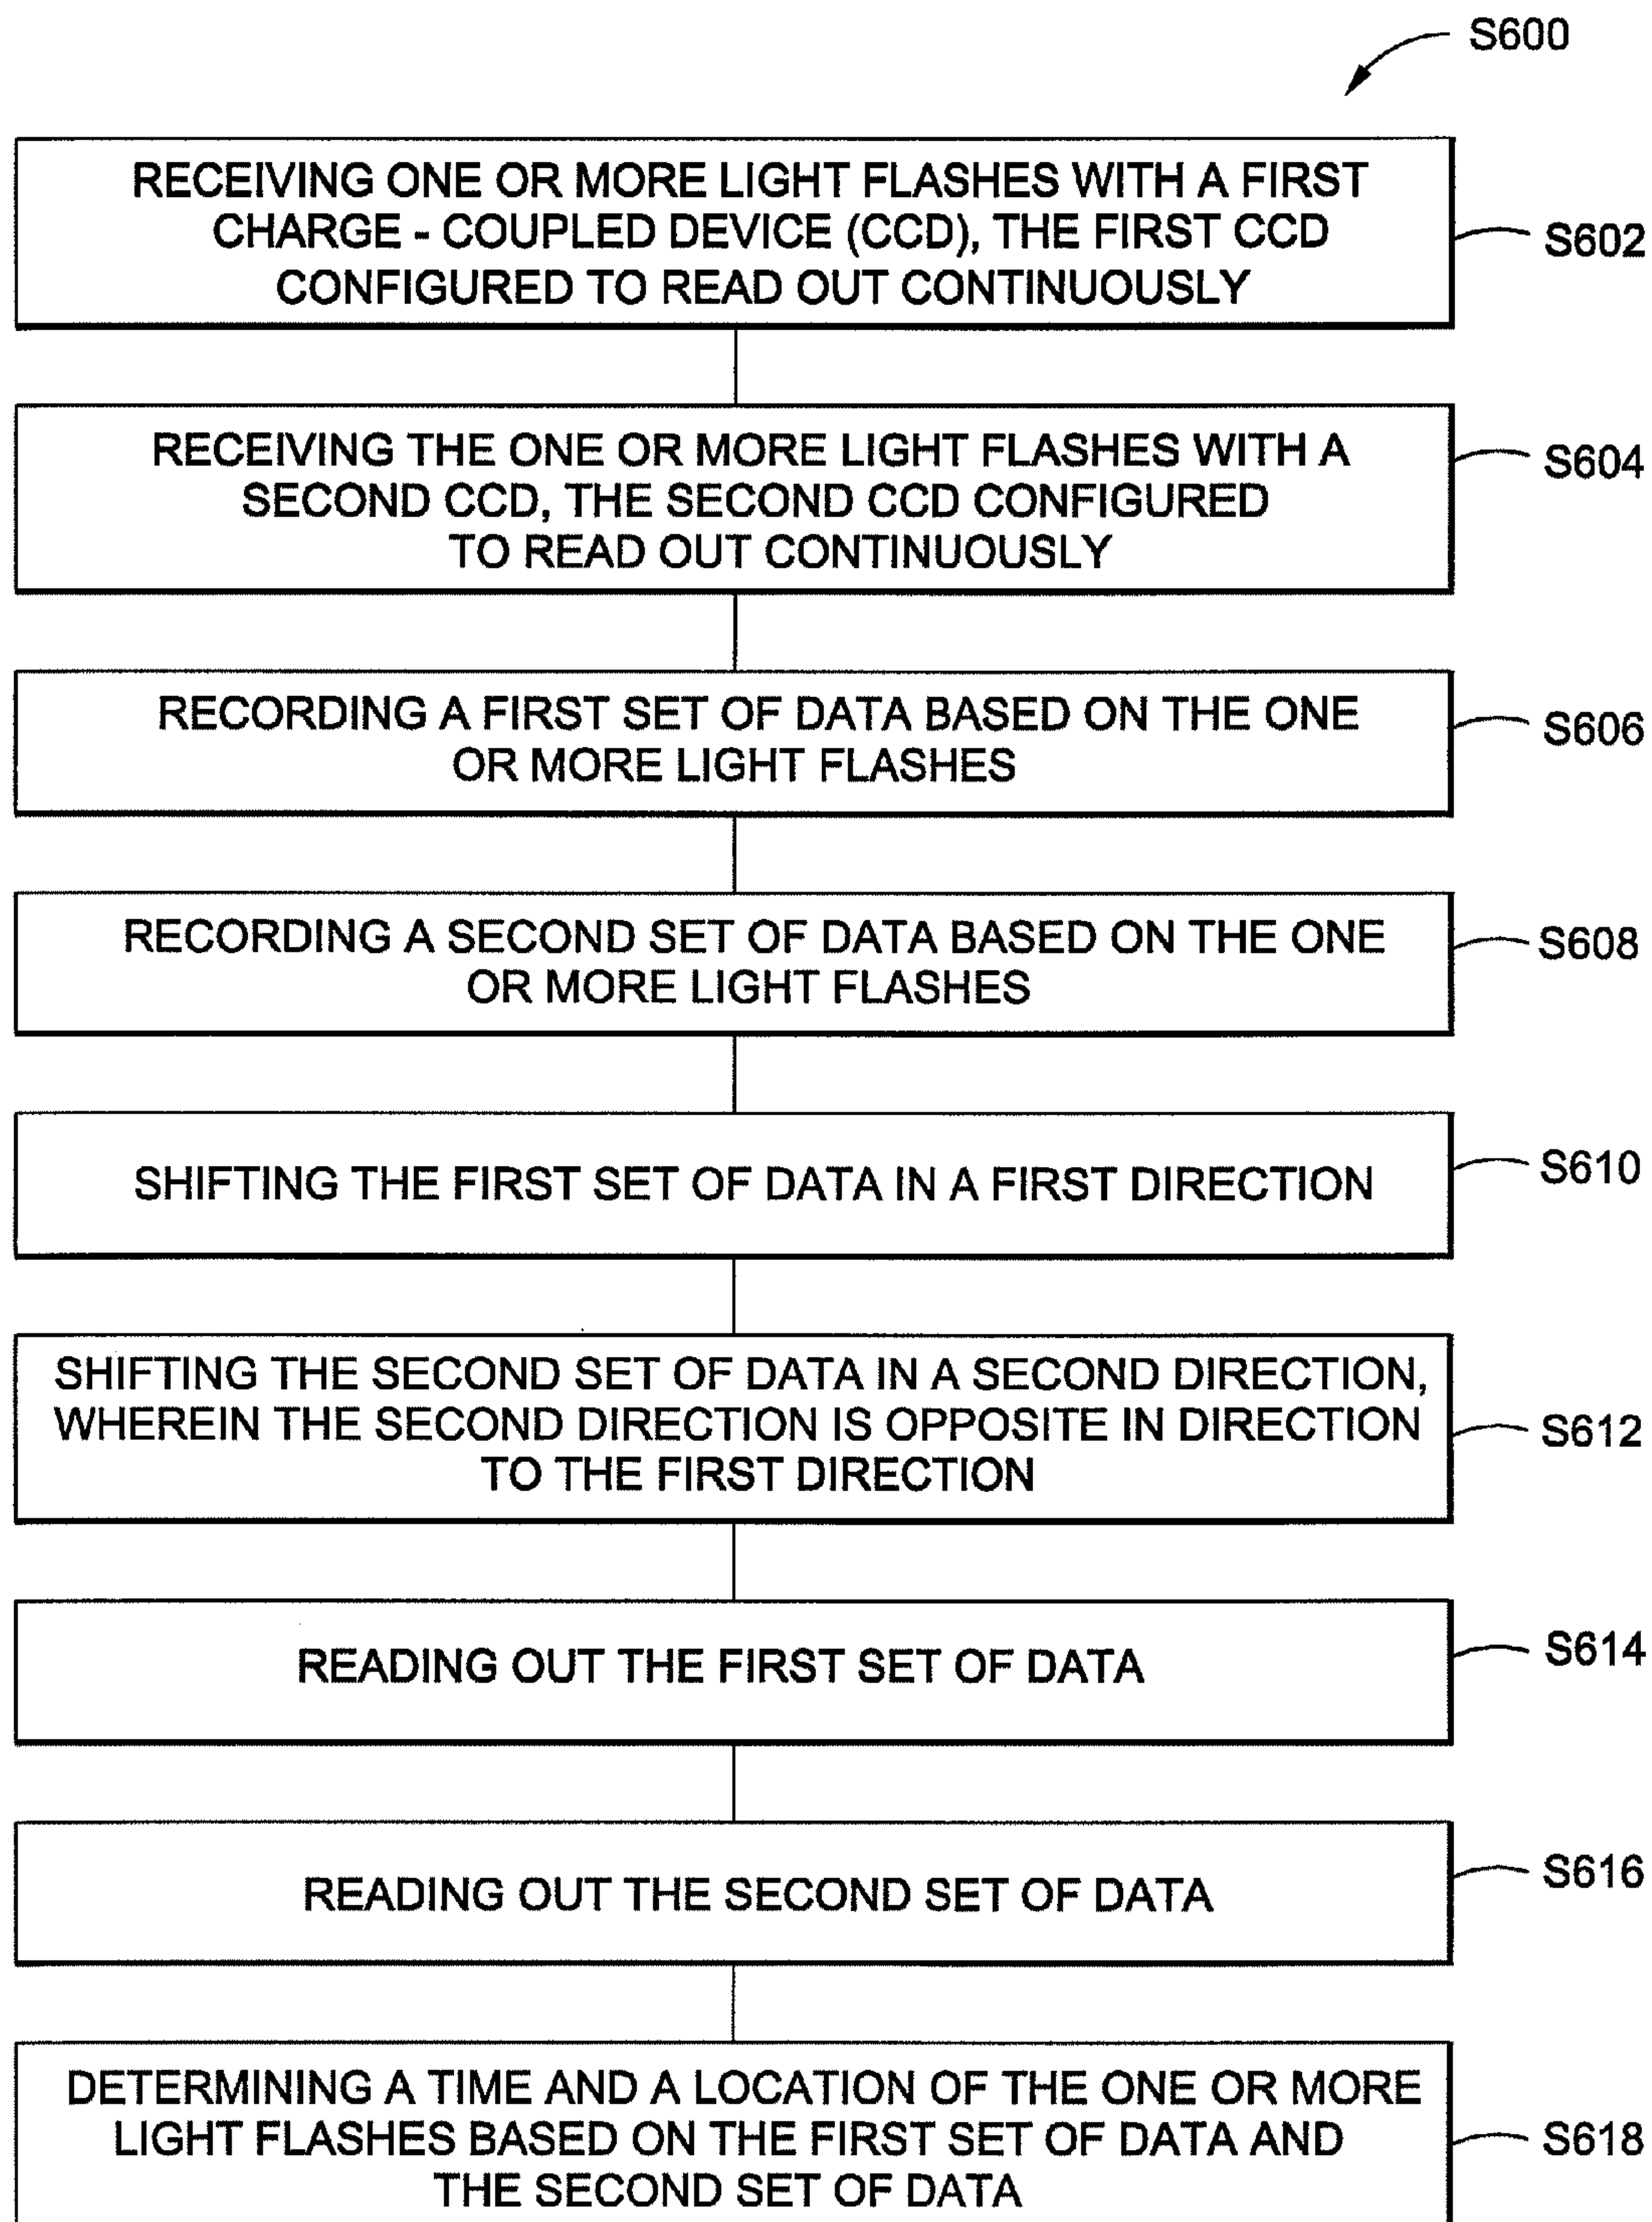 S600
RECEIVING ONE OR MORE LIGHT FLASHES WITH A FIRST
CHARGE - COUPLED DEVICE (CCD), THE FIRST CCD
CONFIGURED TO READ OUT CONTINUOUSLY
S602
RECEIVING THE ONE OR MORE LIGHT FLASHES WITH A
SECOND CCD, THE SECOND CCD CONFIGURED
TO READ OUT CONTINUOUSLY
S604
RECORDING A FIRST SET OF DATA BASED ON THE ONE
OR MORE LIGHT FLASHES
S606
RECORDING A SECOND SET OF DATA BASED ON THE ONE
OR MORE LIGHT FLASHES
S608
SHIFTING THE FIRST SET OF DATA IN A FIRST DIRECTION
S610
SHIFTING THE SECOND SET OF DATA IN A SECOND DIRECTION,
WHEREIN THE SECOND DIRECTION IS OPPOSITE IN DIRECTION
TO THE FIRST DIRECTION
S612
READING OUT THE FIRST SET OF DATA
S614
READING OUT THE SECOND SET OF DATA
S616
DETERMINING A TIME AND A LOCATION OF THE ONE OR MORE
LIGHT FLASHES BASED ON THE FIRST SET OF DATA AND
THE SECOND SET OF DATA
S618